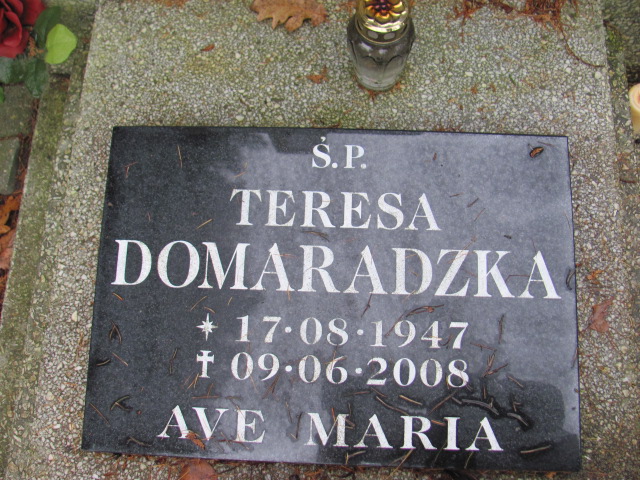 Ś.P.
TERESA
DOMARADZKA
* 17·08·1947
✝ 09·06·2008
AVE MARIA